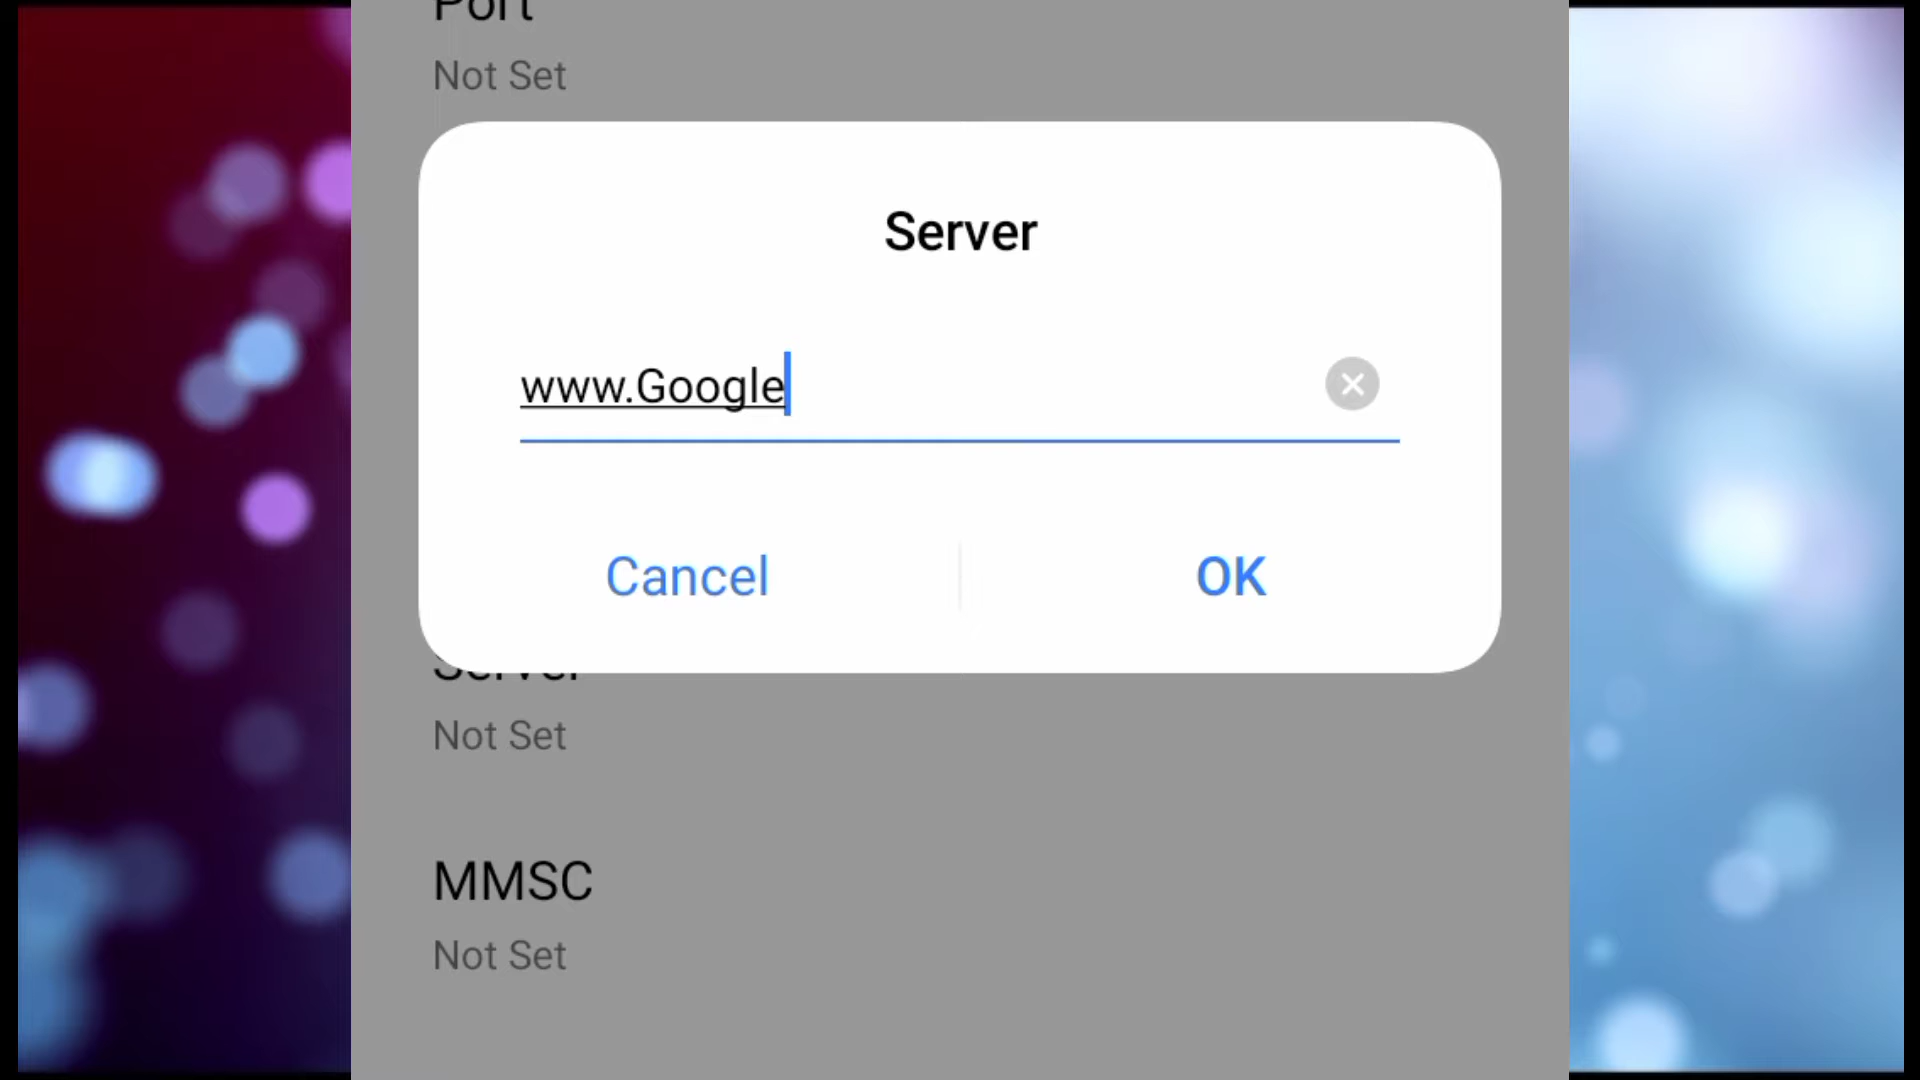 Port
Not Set
Server
www.Google
Cancel
OK
Server
Not Set
MMSC
Not Set